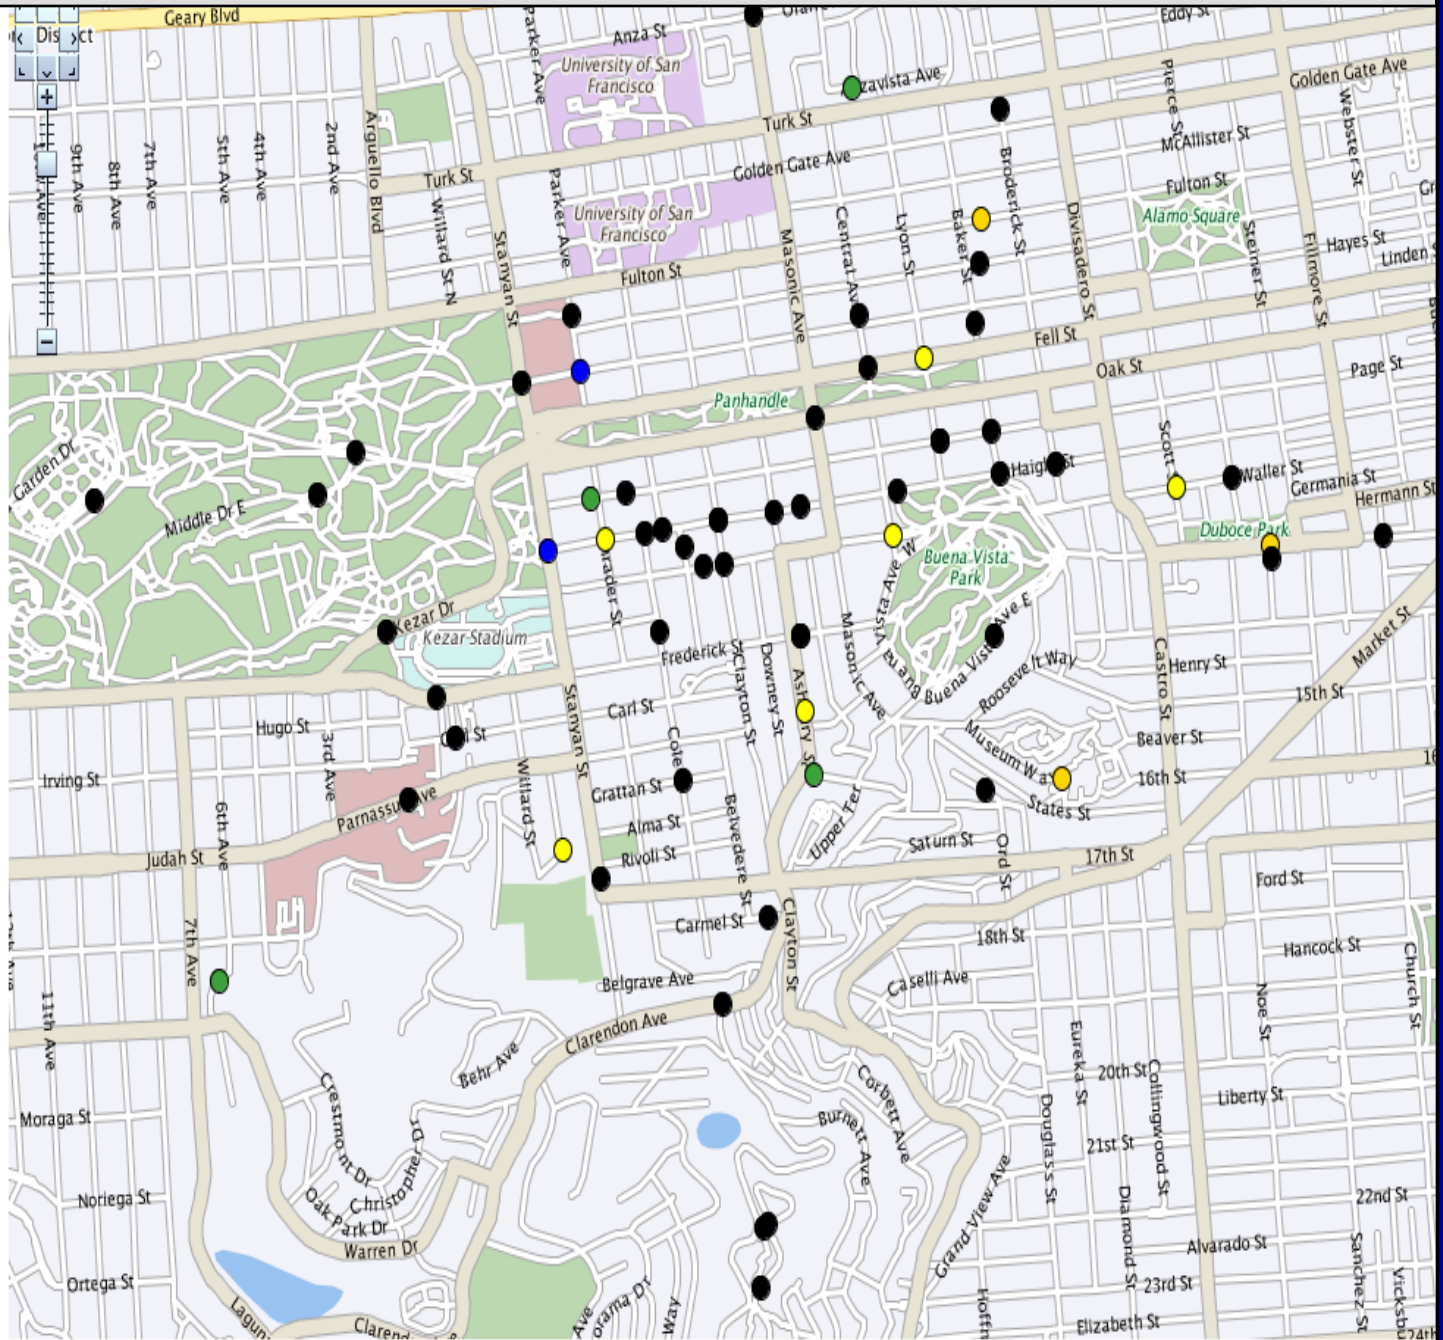 Geary Blvd
Anza St
Eddy St
Parker Ave
University of San
Francisco
zavista Ave
Golden Gate Ave
Pierce St
Webster St
McAllister St
Turk St
Golden Gate Ave
Arguello Blvd
2nd Ave
4th Ave
5th Ave
7th Ave
8th Ave
9th Ave
Turk St
Willard St N
Parker Ave
University of San
Francisco
Stanyan St
Fulton St
Masonic Ave
Central Ave
Lyon St
Baker St
Broderick St
Divisadero St
Fulton St
Alamo Square
Steiner St
Fillmore St
Hayes St
Linden
Fell St
Oak St
Page St
Panhandle
Garden Dr
Middle Dr E
Haight St
Scott
Waller St
Germania St
Hermann St
Duboce Park
Buena Vista
Park
Kezar Dr
Kezar Stadium
Frederick St
Clayton St
Downey St
Masonic Ave
Buena Vista Ave W
Buena Vista Ave E
Roosevelt Way
Castro St
Henry St
Market St
15th St
Hugo St
3rd Ave
Irving St
Stanyan St
Carl St
Cole
Museum Way
Beaver St
16th St
States St
Parnassus Ave
Willard St
Grattan St
Alma St
Rivoli St
Belvedere St
Upper Ter
Saturn St
Ord St
17th St
6th Ave
Judah St
7th Ave
Ford St
Carmel St
Clayton St
18th St
Hancock St
Church St
Belgrave Ave
Caselli Ave
Noe St
11th Ave
Clarendon Ave
Behr Ave
Eureka St
20th St
Collingwood St
Liberty St
Corbett Ave
Burnett Ave
Moraga St
Crestmont Dr
Christopher Dr
Douglass St
21st St
Noriega St
Oak Park Dr
Warren Dr
Grand View Ave
Diamond St
22nd St
Alvarado St
Sanchez St
Ortega St
23rd St
Elizabeth St